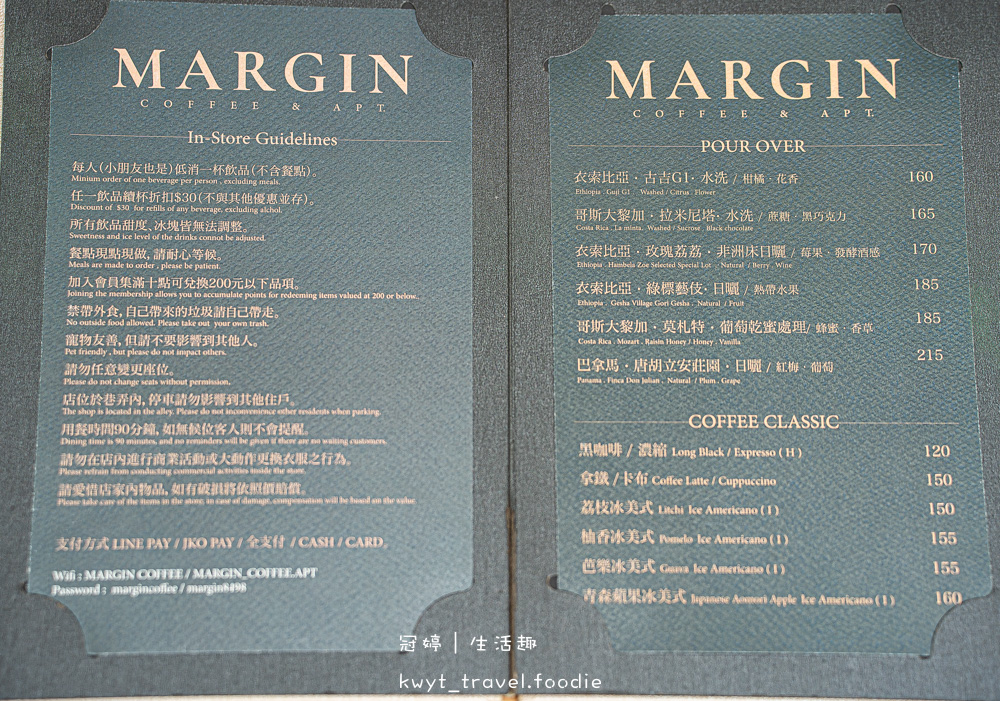 MARGIN
COFFEE & APT.
In-Store Guidelines
每人(小朋友也是)低消一杯飲品(不含餐點)。
Minium order of one beverage per person , excluding meals.
任一飲品續杯折扣$30(不與其他優惠並存)。
Discount of $30 for refills of any beverage, excluding alchol.
所有飲品甜度、冰塊皆無法調整。
Sweetness and ice level of the drinks connot be adjusted.
餐點現點現做, 請耐心等候。
Meals are made to order , please be patient.
加入會員集滿十點可兌換200元以下品項。
Joining the membership allows you to accumulate points for redeeming items valued at 200 or below.
禁帶外食, 自己帶來的垃圾請自己帶走。
No outside food allowed. Please take out your own trash.
寵物友善, 但請不要影響到其他人。
Pet friendly , but please do not impact others.
請勿任意變更座位。
Please do not change seats without permission.
店位於巷弄內, 停車請勿影響到其他住戶。
The shop is located in the alley. Please do not inconvenience other residents when parking.
用餐時間90分鐘, 如無候位客人則不會提醒。
Dining time is 90 minutes, and no reminders will be given if there are no waiting customers.
請勿在店內進行商業活動或大動作更換衣服之行為。
Please refrain from conducting commercial activities inside the store.
請愛惜店家內物品, 如有破損將依照價賠償。
Please take care of the items in the store; in case of damage, compensation will be based on the value.
支付方式 LINE PAY / JKO PAY / 全支付 / CASH / CARD。
Wifi : MARGIN COFFEE / MARGIN_COFFEE.APT
Password : margincoffee / margin8498
MARGIN
COFFEE & APT.
POUR OVER
衣索比亞・古吉G1・水洗 / 柑橘・花香 160
Ethiopia . Guji G1 Washed / Citrus . Flower
哥斯大黎加・拉米尼塔・水洗 / 蔗糖・黑巧克力 165
Costa Rica . La minta . Washed / Sucrose . Black chocolate
衣索比亞・玫瑰荔荔・非洲床日曬 / 莓果・發酵酒感 170
Ethiopia . Hambela Zoe Selected Special Lot . Natural / Berry . Wine
衣索比亞・綠標藝伎・日曬 / 熱帶水果 185
Ethiopia . Gesha Village Gori Gesha . Natural / Fruit
哥斯大黎加・莫札特・葡萄乾蜜處理/ 蜂蜜・香草 185
Costa Rica . Mozart . Raisin Honey / Honey . Vanilla
巴拿馬・唐胡立安莊園・日曬 / 紅梅・葡萄 215
Panama . Finca Don Julian . Natural / Plum . Grape
COFFEE CLASSIC
黑咖啡 / 濃縮 Long Black / Expresso ( H ) 120
拿鐵 /卡布 Coffee Latte / Cuppuccino 150
荔枝冰美式 Litchi Ice Americano ( I ) 150
柚香冰美式 Pomelo Ice Americano ( I ) 155
芭樂冰美式 Guava Ice Americano ( I ) 155
青森蘋果冰美式 Japanese Aomori Apple Ice Americano ( I ) 160
冠婷｜生活趣
kwyt_travel.foodie